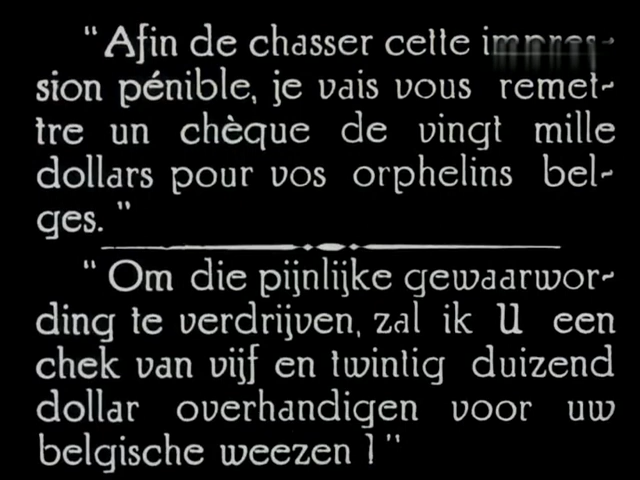 “ Afin de chasser cette impres-
sion pénible, je vais vous remet-
tre un chèque de vingt mille
dollars pour vos orphelins bel-
ges. ”
“ Om die pijnlijke gewaarwor-
ding te verdrijven, zal ik U een
chek van vijf en twintig duizend
dollar overhandigen voor uw
belgische weezen ! ”